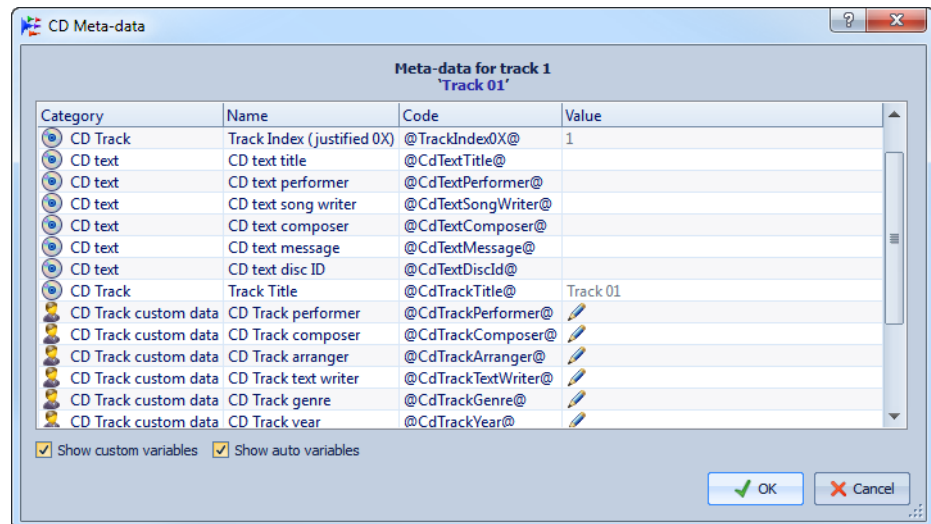 CD Meta-data
Meta-data for track 1
'Track 01'
Category Name Code Value
CD Track Track Index (justified 0X) @TrackIndex0X@ 1
CD text CD text title @CdTextTitle@
CD text CD text performer @CdTextPerformer@
CD text CD text song writer @CdTextSongWriter@
CD text CD text composer @CdTextComposer@
CD text CD text message @CdTextMessage@
CD text CD text disc ID @CdTextDiscId@
CD Track Track Title @CdTrackTitle@ Track 01
CD Track custom data CD Track performer @CdTrackPerformer@
CD Track custom data CD Track composer @CdTrackComposer@
CD Track custom data CD Track arranger @CdTrackArranger@
CD Track custom data CD Track text writer @CdTrackTextWriter@
CD Track custom data CD Track genre @CdTrackGenre@
CD Track custom data CD Track year @CdTrackYear@
Show custom variables Show auto variables
OK Cancel